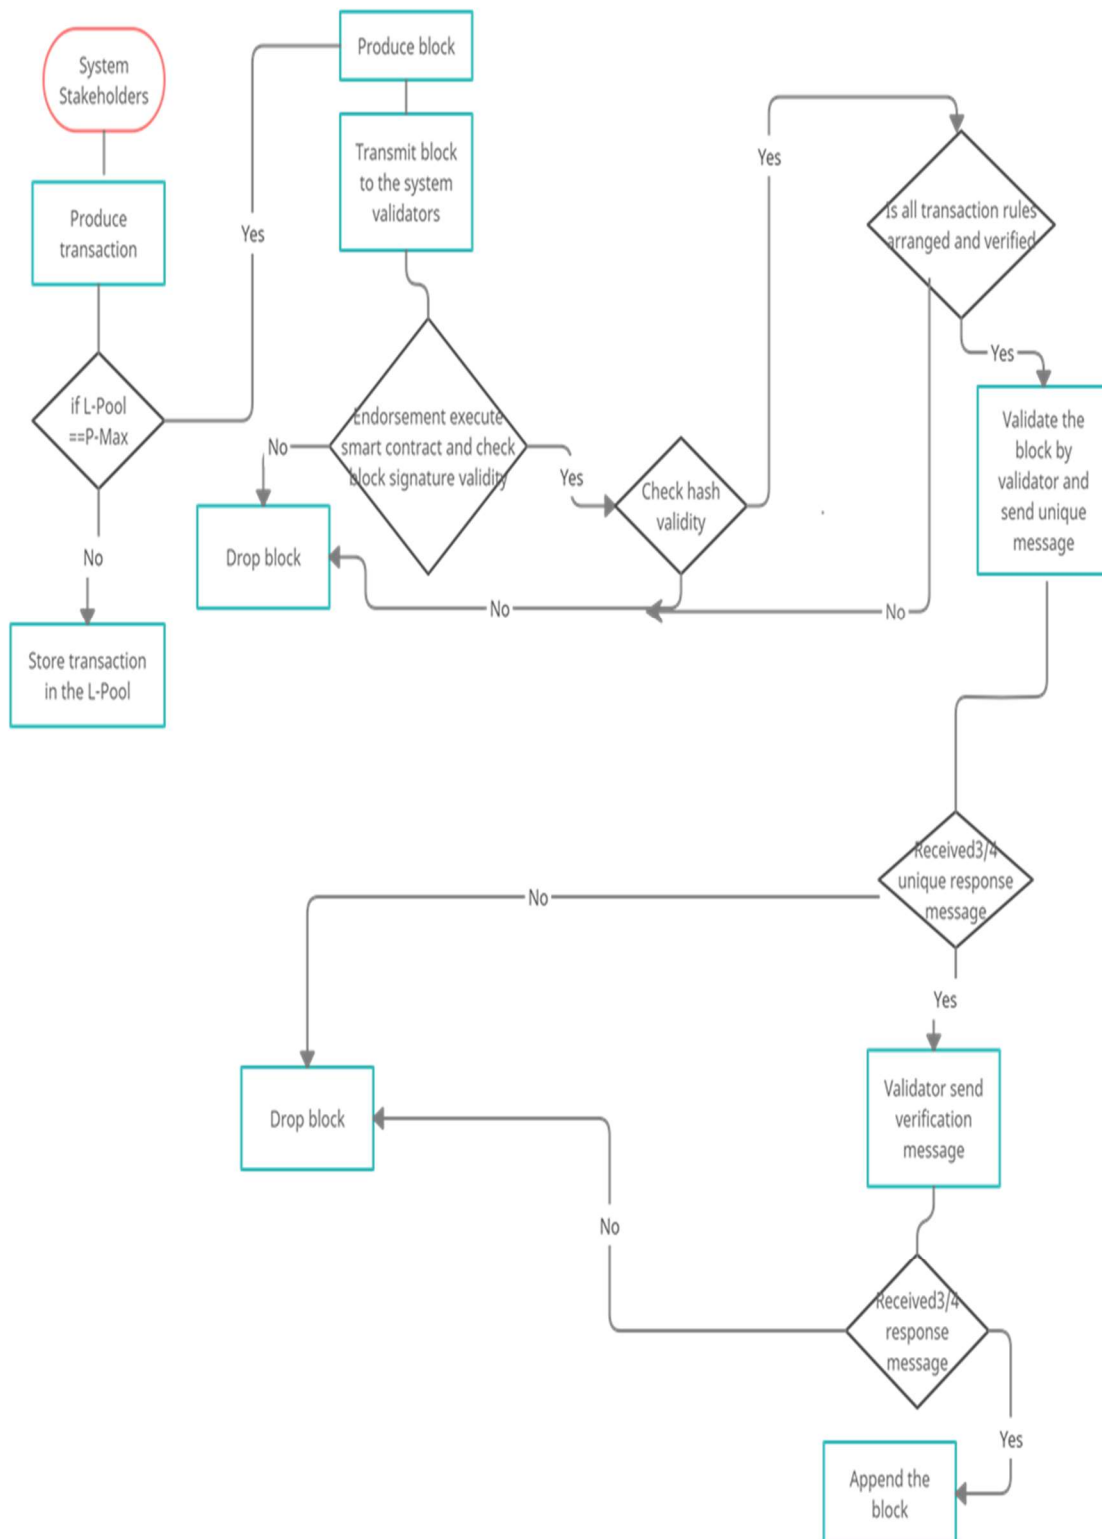 System
Stakeholders
Produce
transaction
if L-Pool
==P-Max
No
Store transaction
in the L-Pool
Yes
Produce block
Transmit block
to the system
validators
Endorsement execute
smart contract and check
block signature validity
No
Drop block
Yes
Check hash
validity
No
Yes
Is all transaction rules
arranged and verified
No
Yes
Validate the
block by
validator and
send unique
message
Received3/4
unique response
message
No
Drop block
Yes
Validator send
verification
message
Received3/4
response
message
No
Yes
Append the
block